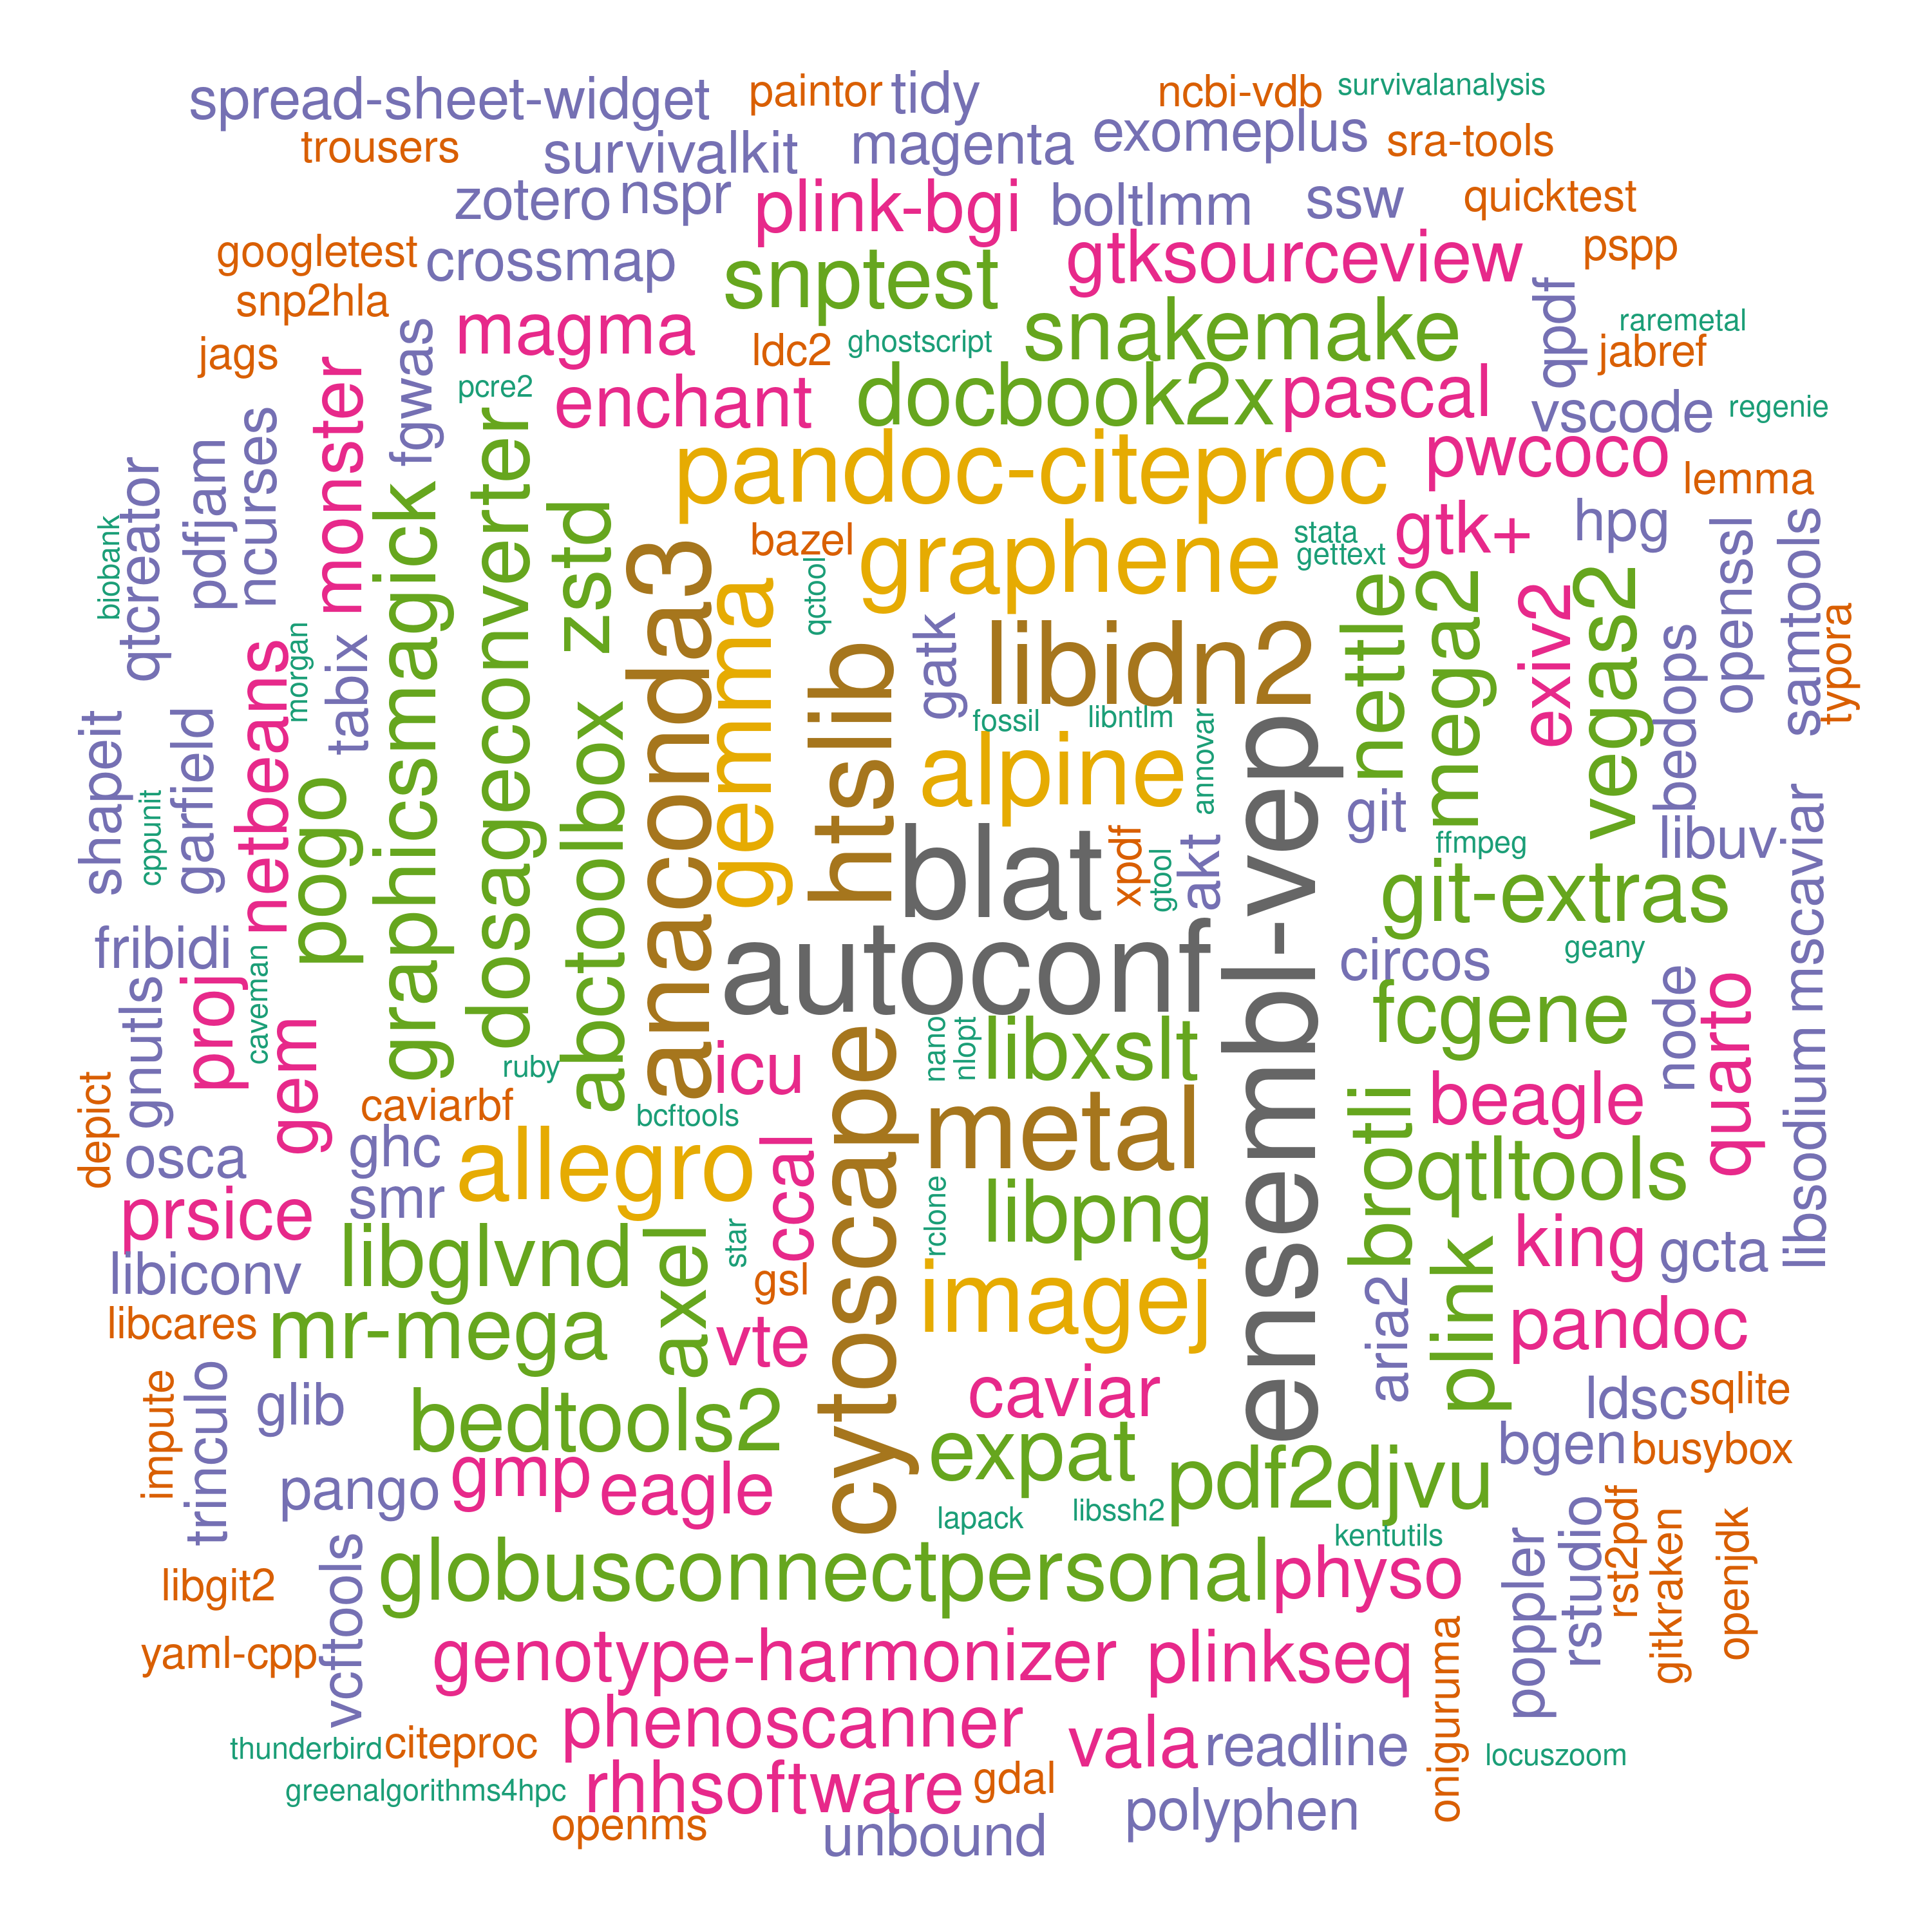 spread-sheet-widget
paintor
tidy
ncbi-vdb
survivalanalysis
trousers
survivalkit
magenta
exomeplus
sra-tools
zotero
nspr
plink-bgi
boltlmm
ssw
quicktest
googletest
crossmap
snptest
gtksourceview
pspp
snp2hla
magma
ldc2
ghostscript
snakemake
qpdf
raremetal
jabref
jags
monster
fgwas
pcre2
enchant
docbook2x
pascal
vscode
regenie
qtcreator
pdfjam
ncurses
graphicsmagick
dosageconverter
zstd
pandoc-citeproc
pwcoco
lemma
biobank
anaconda3
bazel
graphene
stata
gettext
gtk+
hpg
openssl
samtools
typora
netbeans
morgan
tabix
gemma
qctool
htslib
gatk
libidn2
nettle
mega2
exiv2
vegas2
bedops
shapeit
cppunit
garfield
pogo
abctoolbox
fossil
libntlm
alpine
annovar
ensembl-vep
git
ffmpeg
libuv
mscaviar
blat
xpdf
gtool
akt
git-extras
fribidi
proj
caveman
autoconf
circos
geany
gnutls
gem
ruby
icu
cytoscape
nano
nlopt
libxslt
fcgene
node
quarto
depict
caviarbf
bcftools
metal
brotli
beagle
libsodium
osca
ghc
smr
allegro
ccal
qtltools
prsice
libglvnd
axel
star
rclone
libpng
plink
king
gcta
libiconv
gsl
imagej
aria2
libcares
mr-mega
vte
pandoc
impute
trinculo
glib
bedtools2
caviar
ldsc
sqlite
pango
gmp
eagle
expat
pdf2djvu
bgen
busybox
lapack
libssh2
kentutils
libgit2
vcftools
globusconnectpersonal
physo
poppler
rstudio
rst2pdf
gitkraken
openjdk
yaml-cpp
genotype-harmonizer
plinkseq
oniguruma
thunderbird
citeproc
phenoscanner
vala
readline
locuszoom
greenalgorithms4hpc
rhhsoftware
gdal
openms
unbound
polyphen